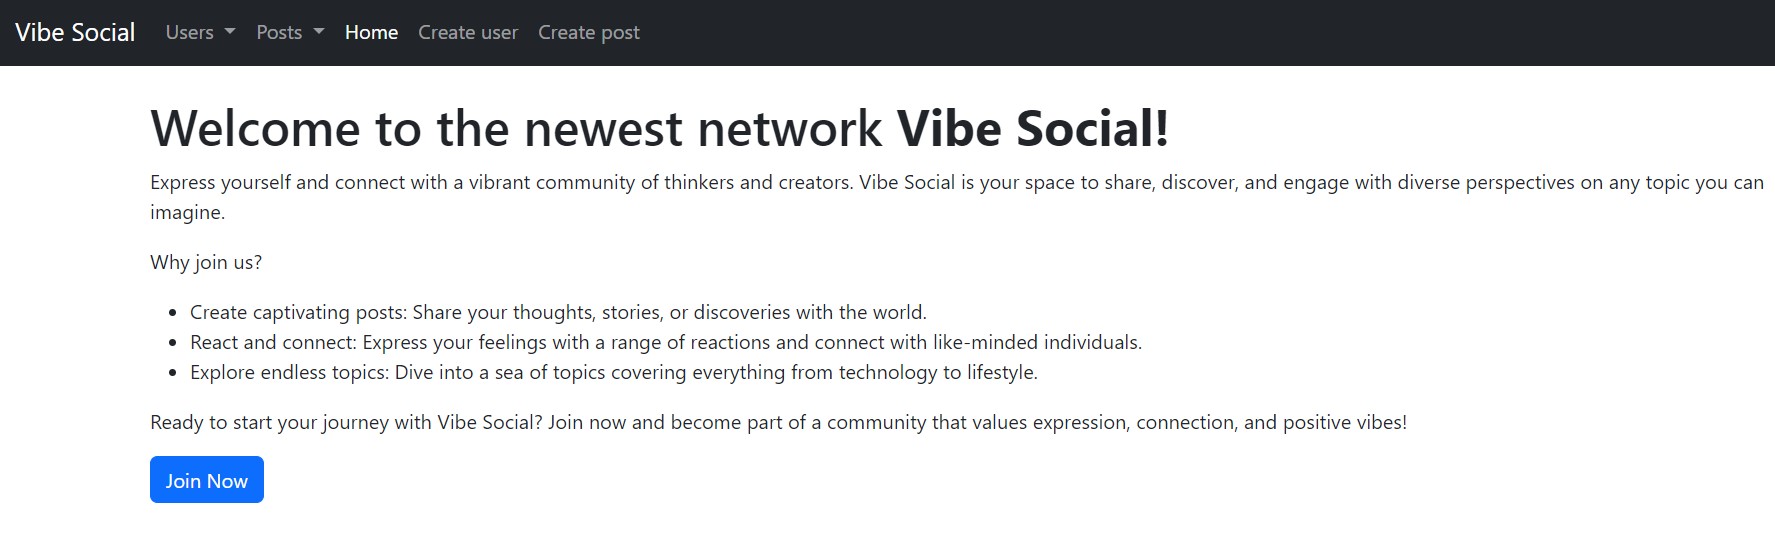 Vibe Social Users Posts Home Create user Create post
Welcome to the newest network Vibe Social!
Express yourself and connect with a vibrant community of thinkers and creators. Vibe Social is your space to share, discover, and engage with diverse perspectives on any topic you can
imagine.
Why join us?
• Create captivating posts: Share your thoughts, stories, or discoveries with the world.
• React and connect: Express your feelings with a range of reactions and connect with like-minded individuals.
• Explore endless topics: Dive into a sea of topics covering everything from technology to lifestyle.
Ready to start your journey with Vibe Social? Join now and become part of a community that values expression, connection, and positive vibes!
Join Now